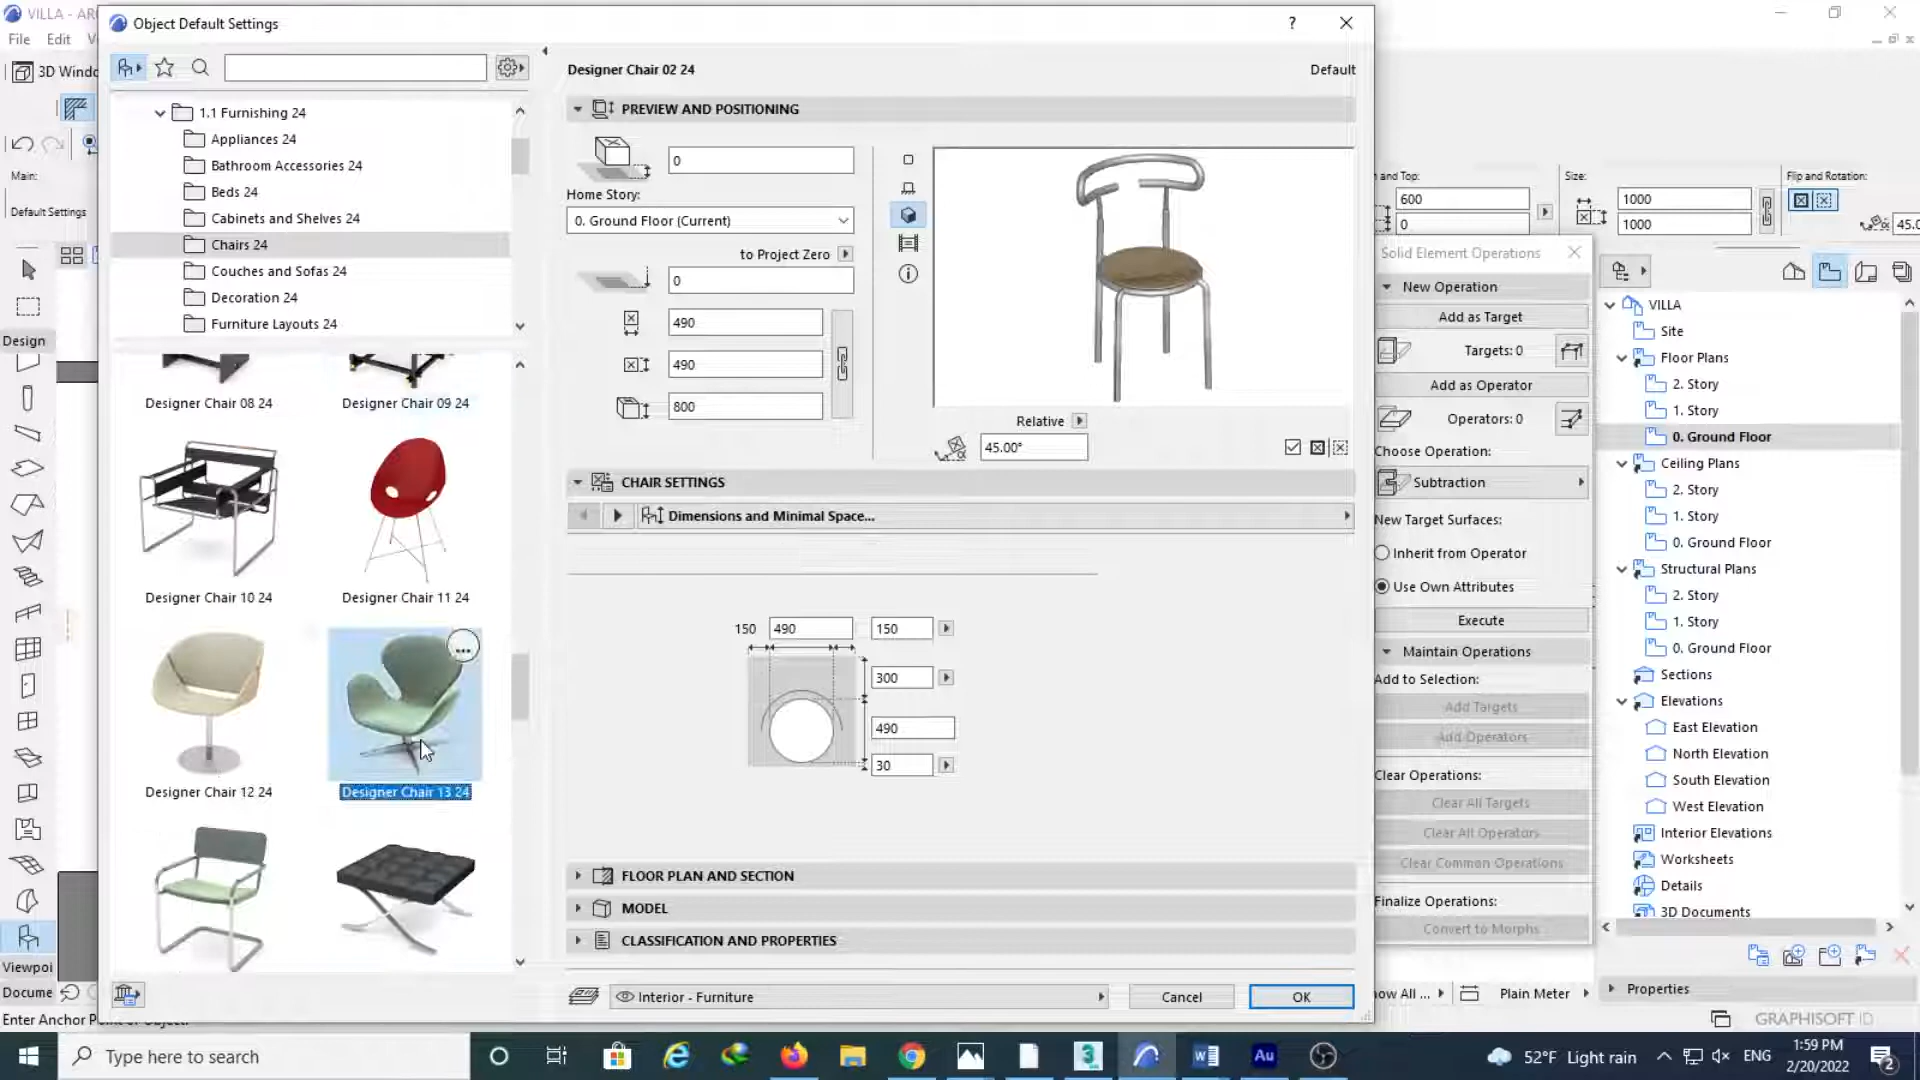 VILLA - AR
Object Default Settings
?
File
Edit
3D Windo
Main:
Default Settings
Design
1.1 Furnishing 24
Appliances 24
Bathroom Accessories 24
Beds 24
Cabinets and Shelves 24
Chairs 24
Couches and Sofas 24
Decoration 24
Furniture Layouts 24
Designer Chair 08 24
Designer Chair 09 24
Designer Chair 10 24
Designer Chair 11 24
Designer Chair 12 24
Designer Chair 13 24
Viewpoi
Docume
Designer Chair 02 24
Default
PREVIEW AND POSITIONING
0
Home Story:
0. Ground Floor (Current)
to Project Zero
0
490
490
800
Relative
45.00°
CHAIR SETTINGS
Dimensions and Minimal Space...
150
490
150
300
490
30
FLOOR PLAN AND SECTION
MODEL
CLASSIFICATION AND PROPERTIES
Interior - Furniture
Cancel
OK
and Top:
600
0
Size:
1000
1000
Flip and Rotation:
45.0
Solid Element Operations
New Operation
Add as Target
Targets: 0
Add as Operator
Operators: 0
Choose Operation:
Subtraction
New Target Surfaces:
Inherit from Operator
Use Own Attributes
Execute
Maintain Operations
Add to Selection:
Add Targets
Add Operators
Clear Operations:
Clear All Targets
Clear All Operators
Clear Common Operations
Finalize Operations:
Convert to Morphs
VILLA
Site
Floor Plans
2. Story
1. Story
0. Ground Floor
Ceiling Plans
2. Story
1. Story
0. Ground Floor
Structural Plans
2. Story
1. Story
0. Ground Floor
Sections
Elevations
East Elevation
North Elevation
South Elevation
West Elevation
Interior Elevations
Worksheets
Details
3D Documents
Properties
ow All ...
Plain Meter
GRAPHISOFT ID
Type here to search
Au
52°F Light rain
ENG
1:59 PM
2/20/2022
2